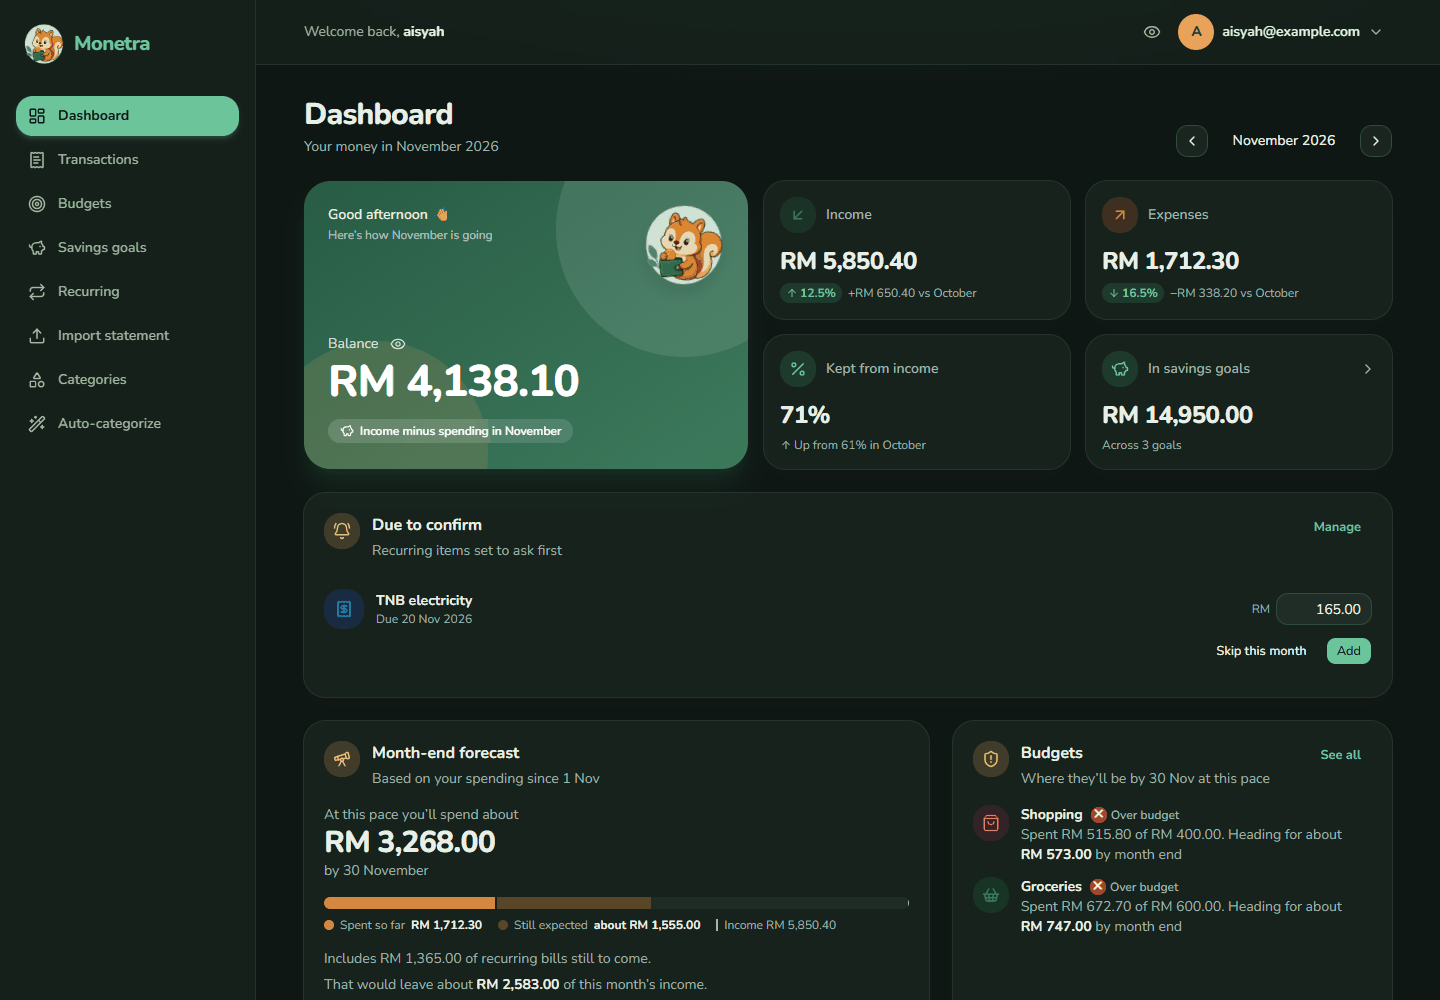 Monetra
Welcome back, aisyah
A
aisyah@example.com
Dashboard
Transactions
Budgets
Savings goals
Recurring
Import statement
Categories
Auto-categorize
Dashboard
Your money in November 2026
November 2026
Good afternoon
Here's how November is going
Balance
RM 4,138.10
Income minus spending in November
Income
RM 5,850.40
↑ 12.5% +RM 650.40 vs October
Expenses
RM 1,712.30
↓ 16.5% −RM 338.20 vs October
Kept from income
71%
↑ Up from 61% in October
In savings goals
RM 14,950.00
Across 3 goals
Due to confirm
Recurring items set to ask first
Manage
TNB electricity
Due 20 Nov 2026
RM 165.00
Skip this month Add
Month-end forecast
Based on your spending since 1 Nov
At this pace you'll spend about
RM 3,268.00
by 30 November
Spent so far RM 1,712.30 Still expected about RM 1,555.00 Income RM 5,850.40
Includes RM 1,365.00 of recurring bills still to come.
That would leave about RM 2,583.00 of this month's income.
Budgets
Where they'll be by 30 Nov at this pace
See all
Shopping Over budget
Spent RM 515.80 of RM 400.00. Heading for about
RM 573.00 by month end
Groceries Over budget
Spent RM 672.70 of RM 600.00. Heading for about
RM 747.00 by month end